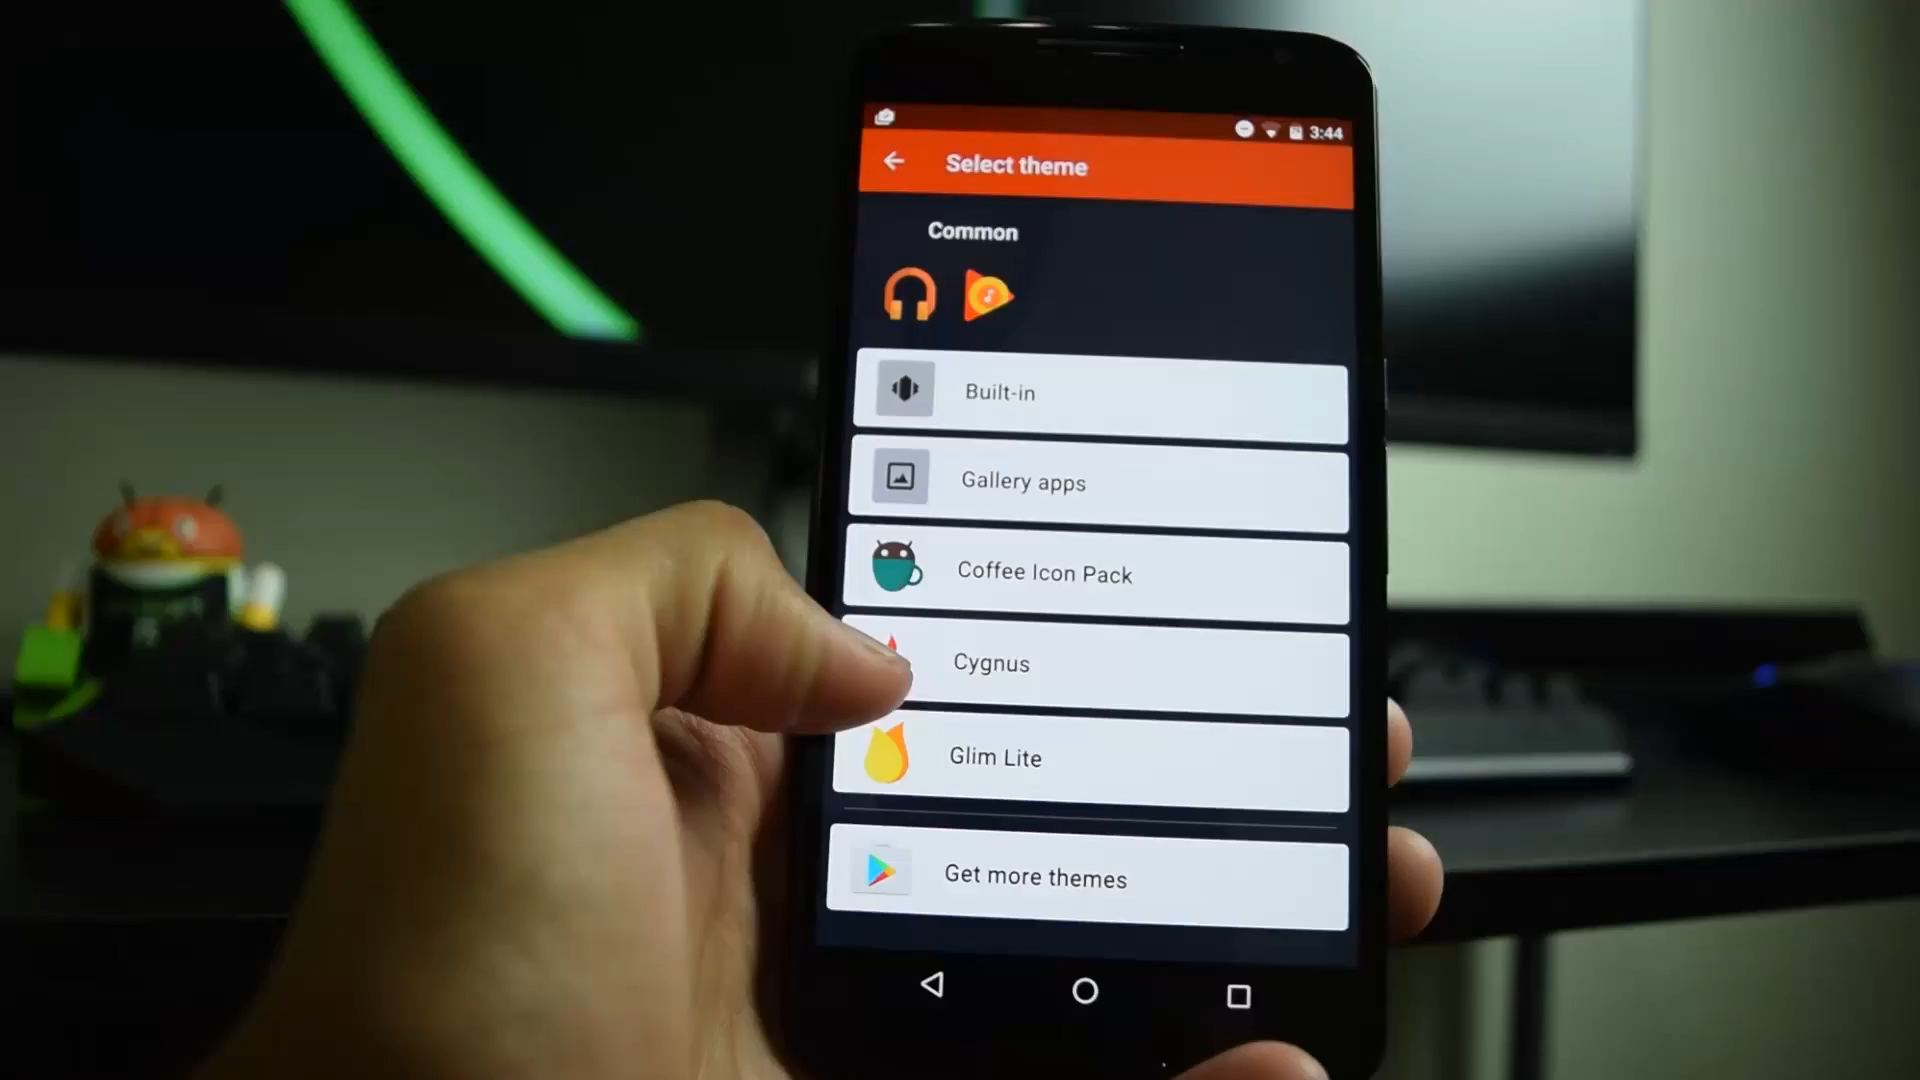 3:44
Select theme
Common
Built-in
Gallery apps
Coffee Icon Pack
Cygnus
Glim Lite
Get more themes